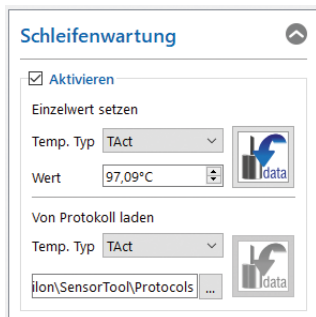 Schleifenwartung
Aktivieren
Einzelwert setzen
Temp. Typ TAct
Wert 97,09°C
data
Von Protokoll laden
Temp. Typ TAct
data
ilon\SensorTool\Protocols ...